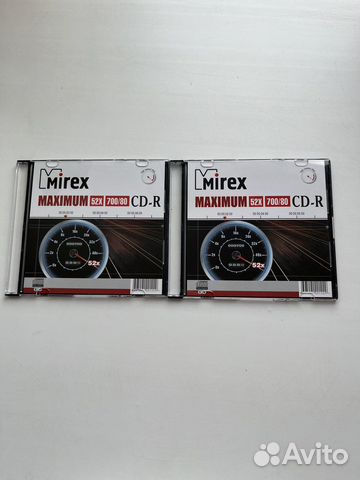 Mirex
MAXIMUM 52X 700/80 CD-R
52x
Mirex
MAXIMUM 52X 700/80 CD-R
52x
Avito